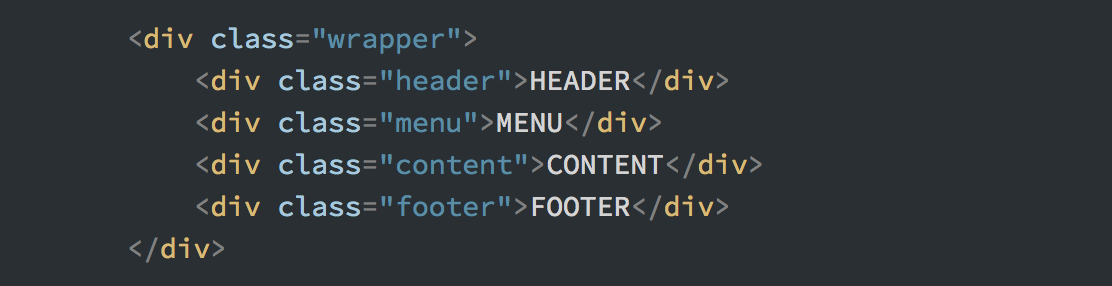 <div class="wrapper">
    <div class="header">HEADER</div>
    <div class="menu">MENU</div>
    <div class="content">CONTENT</div>
    <div class="footer">FOOTER</div>
</div>